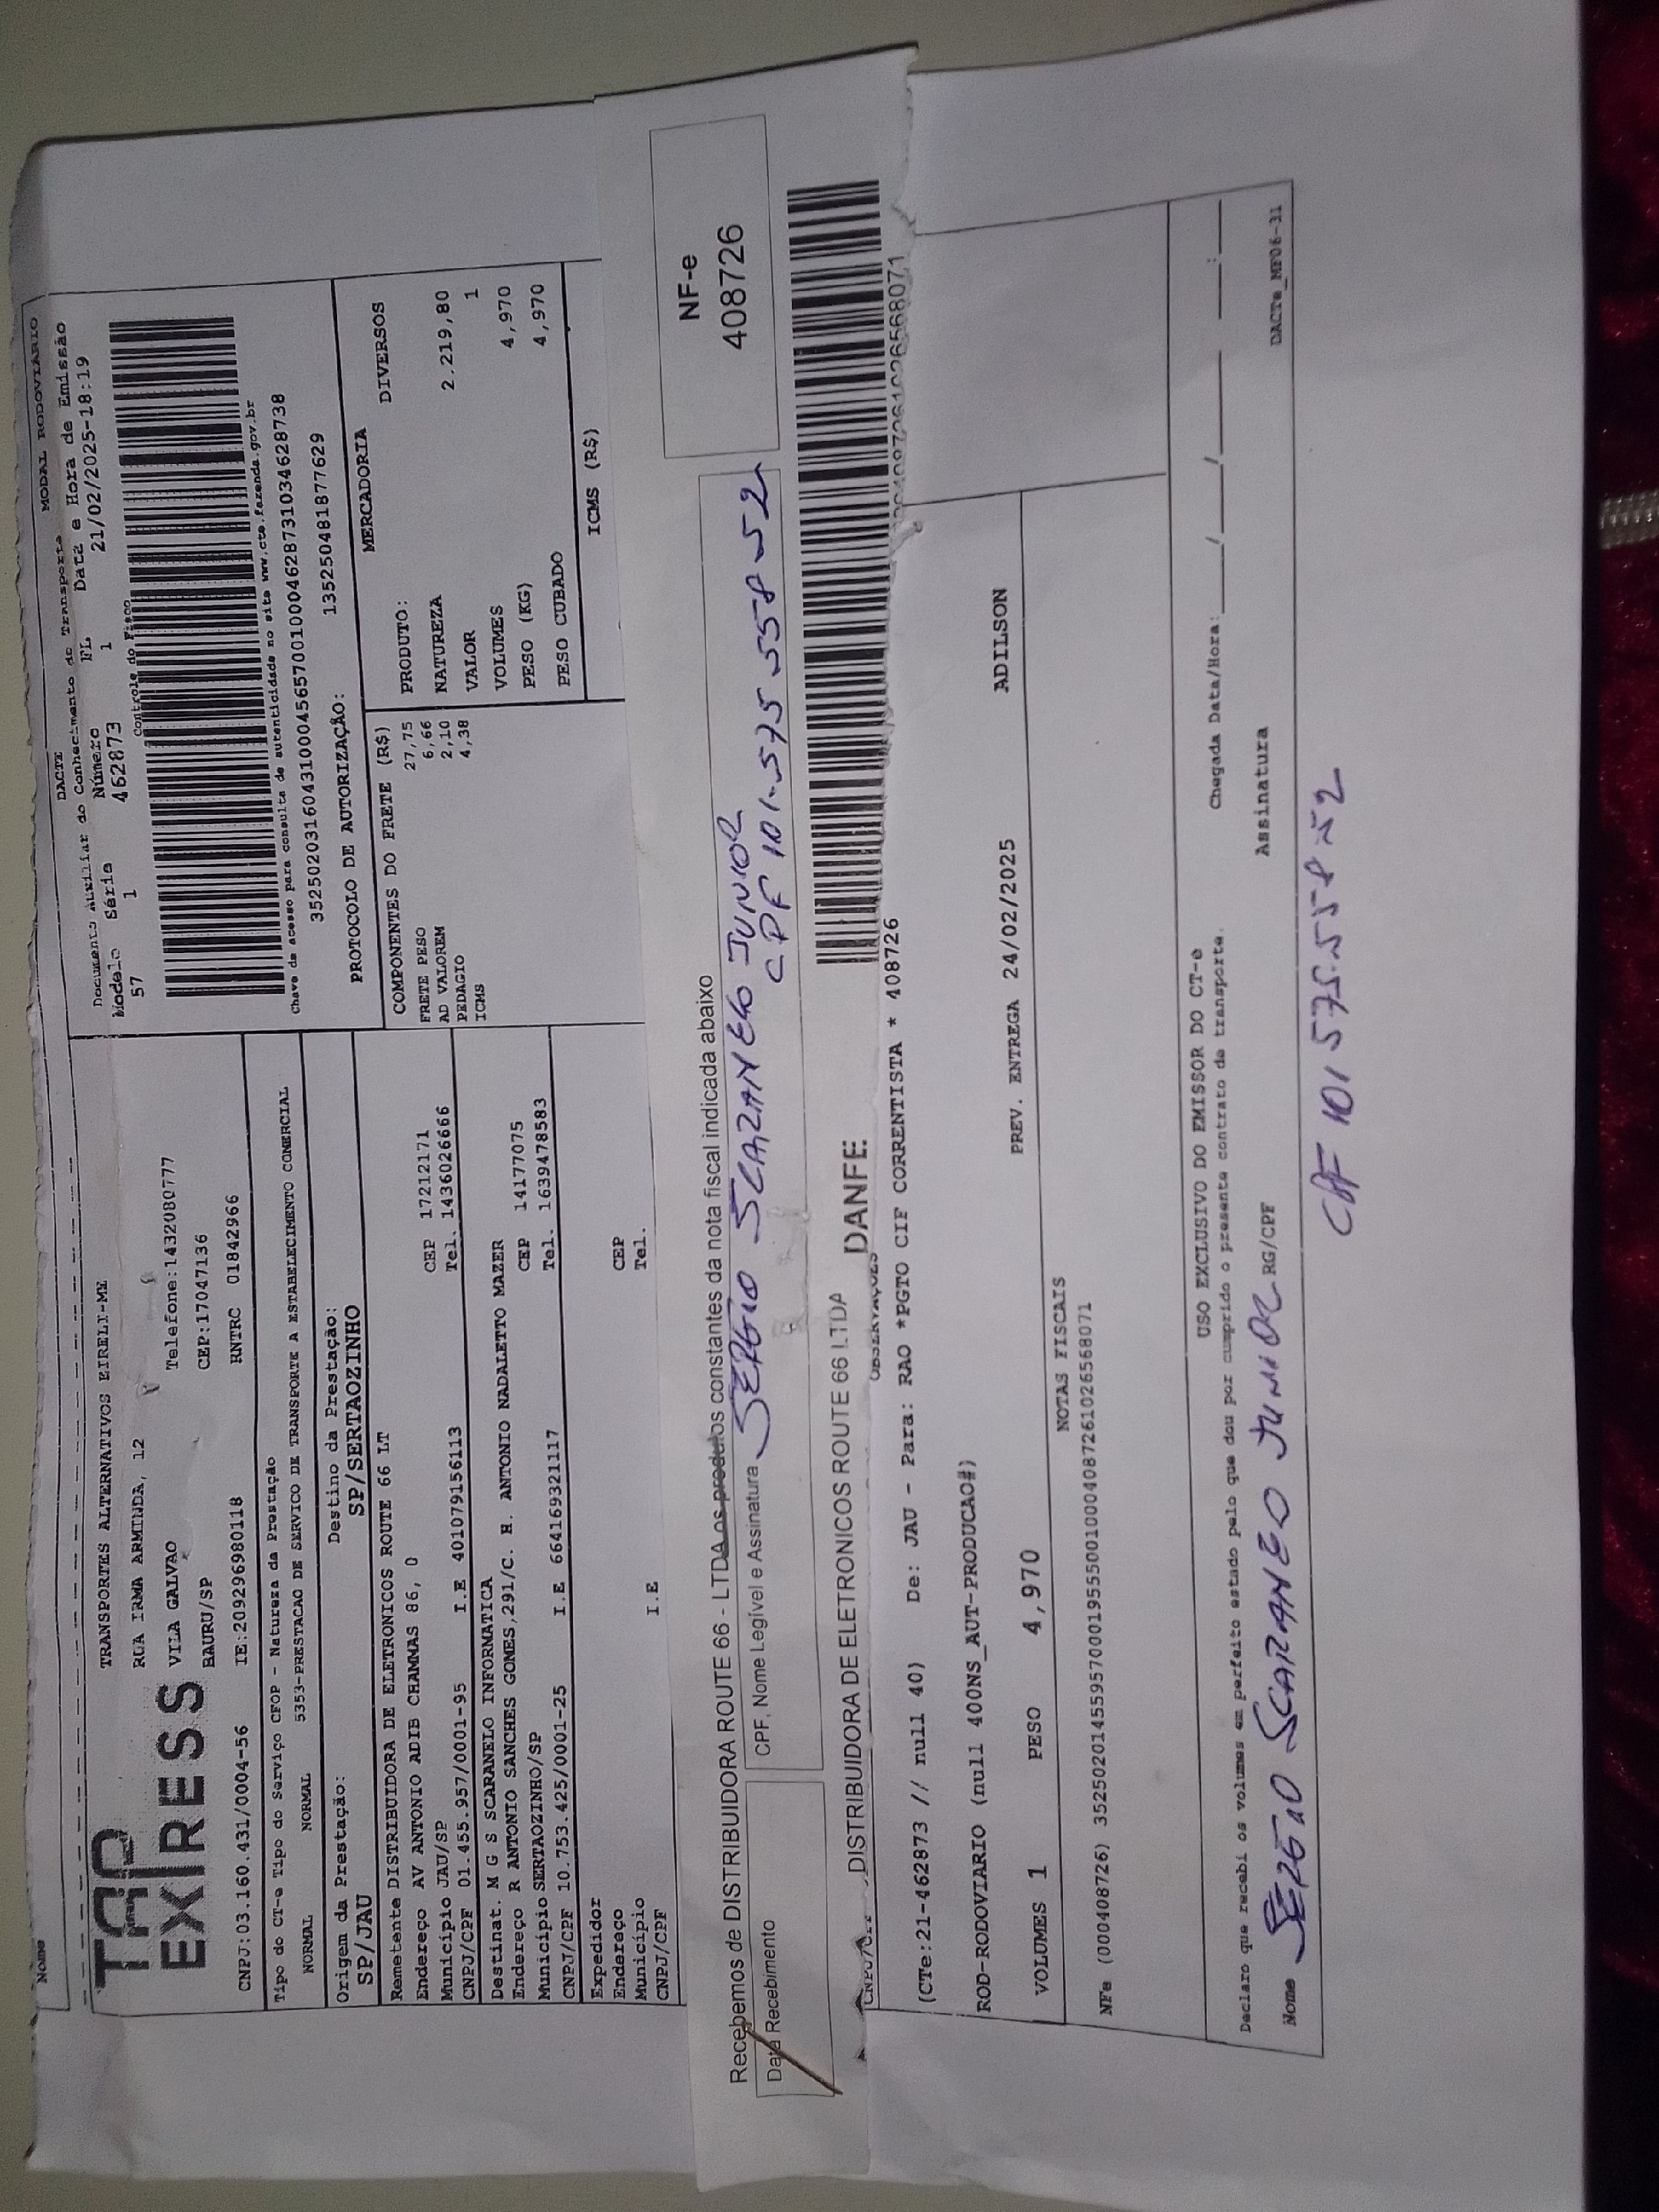 Nome
MODAL RODOVIARIO
TAP
EXPRESS
TRANSPORTES ALTERNATIVOS EIRELI-ME
RUA IRMA ARMINDA, 12
VILA GALVAO
Telefone:1432080777
BAURU/SP
CEP:17047136
CNPJ:03.160.431/0004-56
IE:209296980118
RNTRC 01842966
DACTE
Documento Auxiliar do Conhecimento de Transporte
Modelo Série Número FL Data e Hora de Emissão
57 1 462873 1 21/02/2025-18:19
Controle do Fisco
Chave de acesso para consulta de autenticidade no site www.cte.fazenda.gov.br
35250203160431000456570010004628731034628738
PROTOCOLO DE AUTORIZAÇÃO: 135250481877629
Tipo do CT-e Tipo do Serviço CFOP - Natureza da Prestação
NORMAL NORMAL 5353-PRESTACAO DE SERVICO DE TRANSPORTE A ESTABELECIMENTO COMERCIAL
Origem da Prestação: Destino da Prestação:
SP/JAU SP/SERTAOZINHO
Remetente DISTRIBUIDORA DE ELETRONICOS ROUTE 66 LT
Endereço AV ANTONIO ADIB CHAMMAS 86, 0
CEP 17212171
Município JAU/SP
Tel. 1436026666
CNPJ/CPF 01.455.957/0001-95 I.E 401079156113
Destinat. M G S SCARANELO INFORMATICA
Endereço R ANTONIO SANCHES GOMES,291/C. H. ANTONIO NADALETTO MAZER
CEP 14177075
Município SERTAOZINHO/SP
Tel. 1639478583
CNPJ/CPF 10.753.425/0001-25 I.E 664169321117
Expedidor
Endereço
CEP
Município
Tel.
CNPJ/CPF I.E
COMPONENTES DO FRETE (R$)
FRETE PESO 27,75
AD VALOREM 6,66
PEDAGIO 2,10
ICMS 4,38
MERCADORIA
PRODUTO: DIVERSOS
NATUREZA
VALOR 2.219,80
VOLUMES 1
PESO (KG) 4,970
PESO CUBADO 4,970
ICMS (R$)
Recebemos de DISTRIBUIDORA ROUTE 66 - LTDA os produtos constantes da nota fiscal indicada abaixo
Data Recebimento
CPF, Nome Legível e Assinatura
SERGIO SCARANELO JUNIOR
CPF 101.575.558 52
NF-e
408726
DISTRIBUIDORA DE ELETRONICOS ROUTE 66 LTDA DANFE:
CNPJ/CPF
OBSERVAÇÕES
(CTe:21-462873 // null 40) De: JAU - Para: RAO *PGTO CIF CORRENTISTA * 408726
ROD-RODOVIARIO (null 400NS_AUT-PRODUCAO#)
VOLUMES 1 PESO 4,970 PREV. ENTREGA 24/02/2025 ADILSON
NOTAS FISCAIS
NFe (000408726) 35250201455957000195550010004087261026568071
USO EXCLUSIVO DO EMISSOR DO CT-e
Declaro que recebi os volumes em perfeito estado pelo que dou por cumprido o presente contrato de transporte.
Chegada Data/Hora: ___/___/___ ___:___
Nome SERGIO SCARANELO JUNIOR RG/CPF Assinatura
DACTe_MF06-31
CPF 101 575.558 52